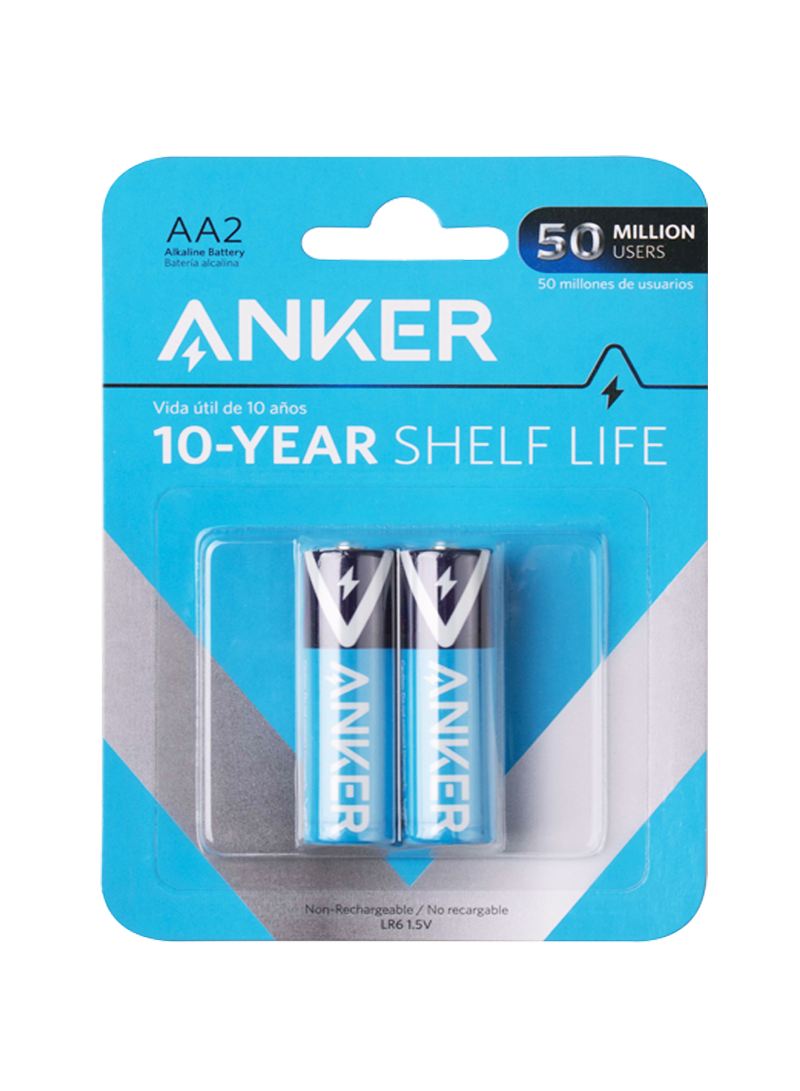 AA2
Alkaline Battery
Batería alcalina
50 MILLION
USERS
50 millones de usuarios
ANKER
Vida útil de 10 años
10-YEAR SHELF LIFE
ANKER
ANKER
Non-Rechargeable / No recargable
LR6 1.5V